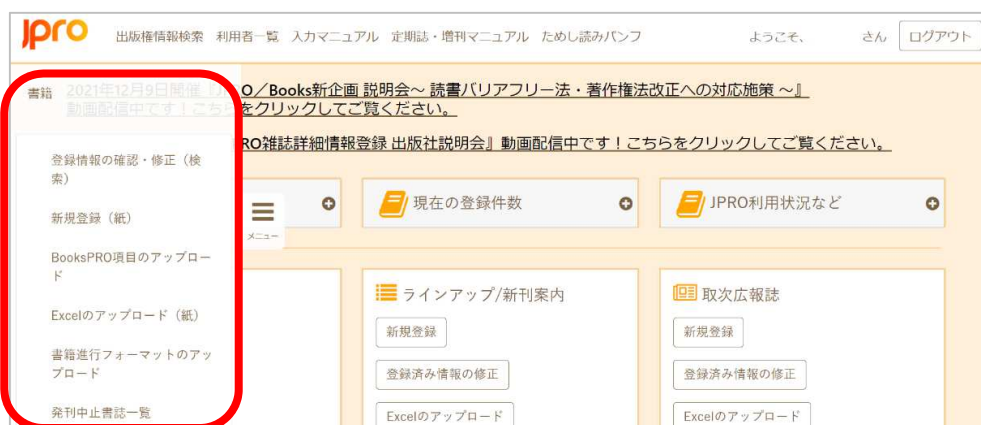 jpro 出版権情報検索 利用者一覧 入力マニュアル 定期誌・増刊マニュアル ためし読みパンフ ようこそ、 さん ログアウト
書籍 2021年12月9日開催 O／Books新企画 説明会～ 読書バリアフリー法・著作権法改正への対応施策 ～』
動画配信中です！こちらをクリックしてご覧ください。
RO雑誌詳細情報登録 出版社説明会』動画配信中です！こちらをクリックしてご覧ください。
登録情報の確認・修正（検
索）
新規登録（紙）
BooksPRO項目のアップロー
ド
Excelのアップロード（紙）
書籍進行フォーマットのアッ
プロード
発刊中止書誌一覧
メニュー
現在の登録件数
JPRO利用状況など
ラインアップ/新刊案内
新規登録
登録済み情報の修正
Excelのアップロード
取次広報誌
新規登録
登録済み情報の修正
Excelのアップロード